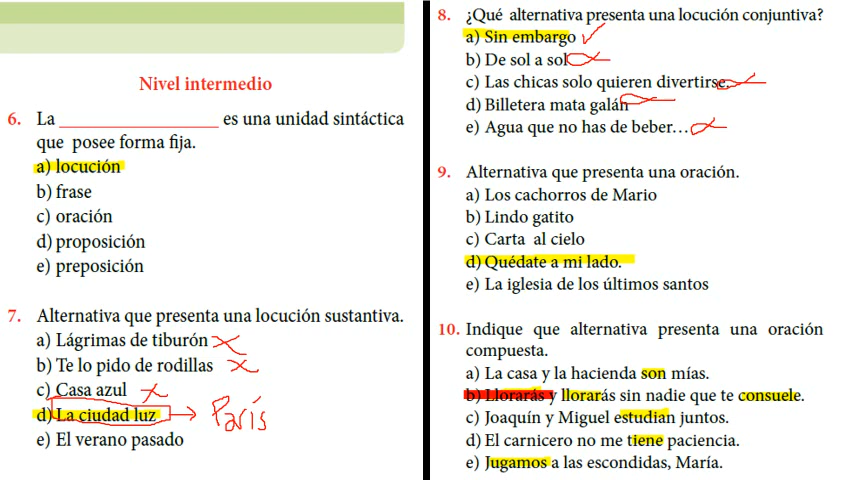 Nivel intermedio
6. La ____________________ es una unidad sintáctica
que posee forma fija.
a) locución
b) frase
c) oración
d) proposición
e) preposición
7. Alternativa que presenta una locución sustantiva.
a) Lágrimas de tiburón
b) Te lo pido de rodillas
c) Casa azul
d) La ciudad luz → París
e) El verano pasado
8. ¿Qué alternativa presenta una locución conjuntiva?
a) Sin embargo
b) De sol a sol
c) Las chicas solo quieren divertirse
d) Billetera mata galán
e) Agua que no has de beber…
9. Alternativa que presenta una oración.
a) Los cachorros de Mario
b) Lindo gatito
c) Carta al cielo
d) Quédate a mi lado.
e) La iglesia de los últimos santos
10. Indique que alternativa presenta una oración
compuesta.
a) La casa y la hacienda son mías.
b) Llorarás y llorarás sin nadie que te consuele.
c) Joaquín y Miguel estudian juntos.
d) El carnicero no me tiene paciencia.
e) Jugamos a las escondidas, María.